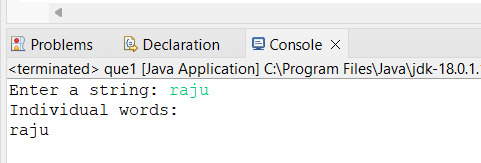 Problems Declaration Console
<terminated> que1 [Java Application] C:\Program Files\Java\jdk-18.0.1.
Enter a string: raju
Individual words:
raju